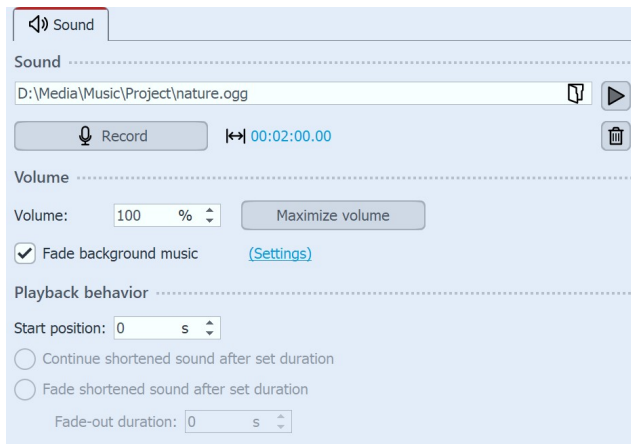 Sound
Sound
D:\Media\Music\Project\nature.ogg
Record 00:02:00.00
Volume
Volume: 100 % Maximize volume
Fade background music (Settings)
Playback behavior
Start position: 0 s
Continue shortened sound after set duration
Fade shortened sound after set duration
Fade-out duration: 0 s